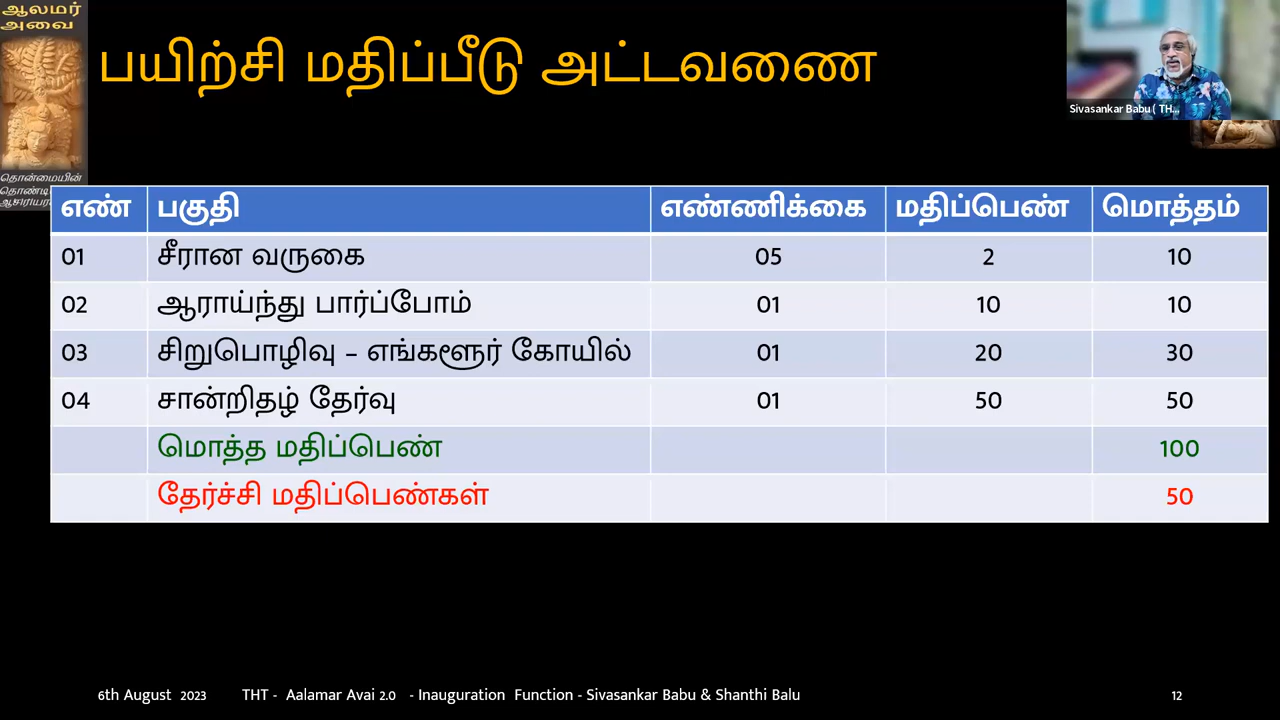 ஆலமர்
அவை
பயிற்சி மதிப்பீடு அட்டவணை
Sivasankar Babu ( TH...
தொன்மையின்
எண் பகுதி எண்ணிக்கை மதிப்பெண் மொத்தம்
01 சீரான வருகை 05 2 10
02 ஆராய்ந்து பார்ப்போம் 01 10 10
03 சிறுபொழிவு – எங்களூர் கோயில் 01 20 30
04 சான்றிதழ் தேர்வு 01 50 50
மொத்த மதிப்பெண் 100
தேர்ச்சி மதிப்பெண்கள் 50
6th August 2023 THT - Aalamar Avai 2.0 - Inauguration Function - Sivasankar Babu & Shanthi Balu 12